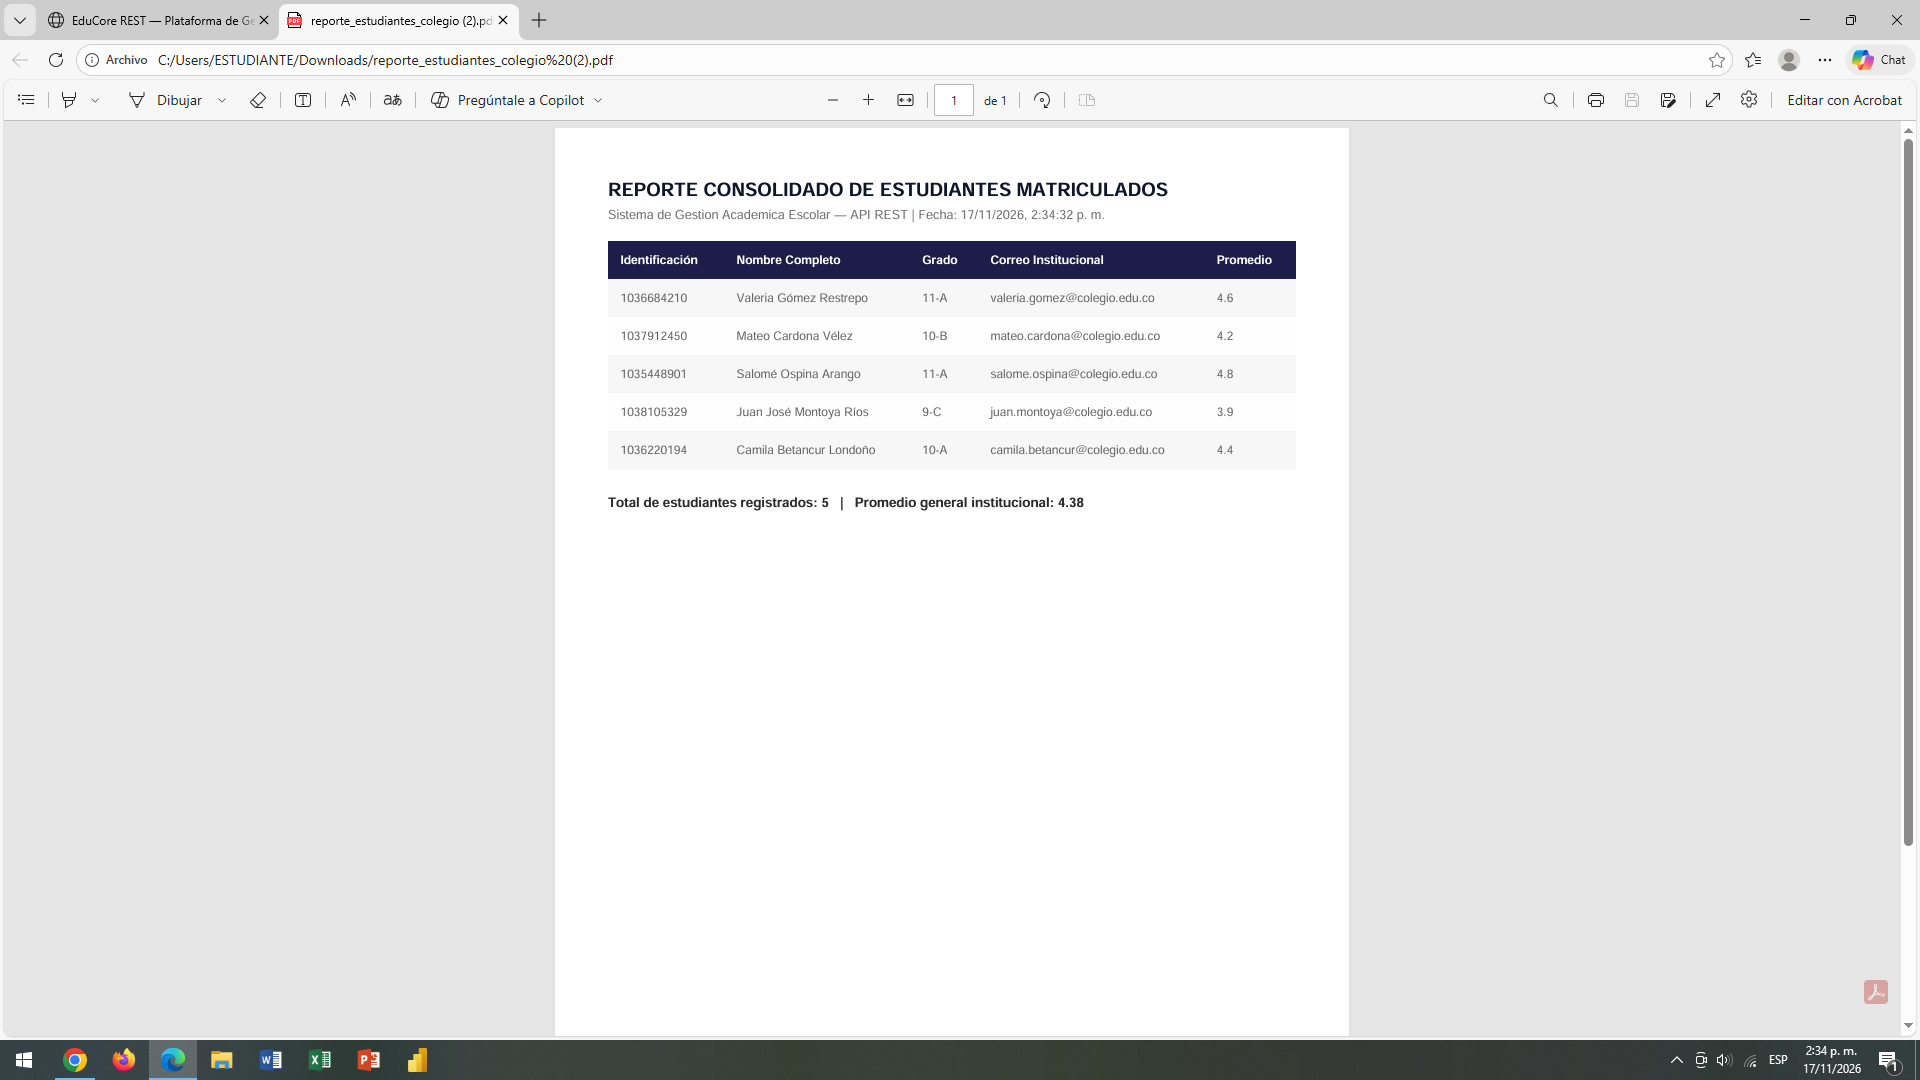 EduCore REST — Plataforma de Ge
reporte_estudiantes_colegio (2).pd
Archivo C:/Users/ESTUDIANTE/Downloads/reporte_estudiantes_colegio%20(2).pdf
Chat
Dibujar
Pregúntale a Copilot
1 de 1
Editar con Acrobat
REPORTE CONSOLIDADO DE ESTUDIANTES MATRICULADOS
Sistema de Gestion Academica Escolar — API REST | Fecha: 17/11/2026, 2:34:32 p. m.
Identificación Nombre Completo Grado Correo Institucional Promedio
1036684210 Valeria Gómez Restrepo 11-A valeria.gomez@colegio.edu.co 4.6
1037912450 Mateo Cardona Vélez 10-B mateo.cardona@colegio.edu.co 4.2
1035448901 Salomé Ospina Arango 11-A salome.ospina@colegio.edu.co 4.8
1038105329 Juan José Montoya Ríos 9-C juan.montoya@colegio.edu.co 3.9
1036220194 Camila Betancur Londoño 10-A camila.betancur@colegio.edu.co 4.4
Total de estudiantes registrados: 5 | Promedio general institucional: 4.38
ESP
2:34 p. m.
17/11/2026
1